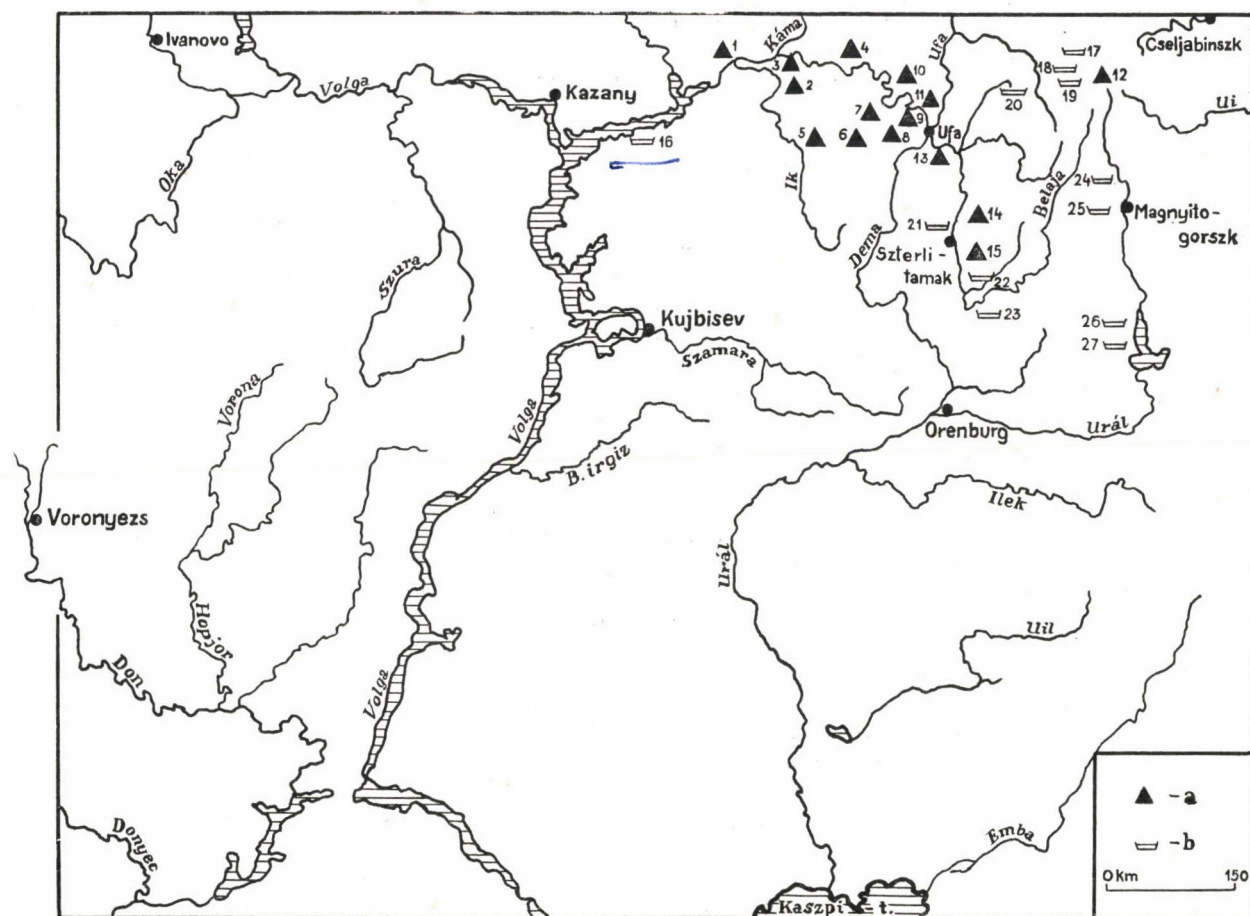 Ivanovo
Volga
Oka
Kazany
16
1
Káma
3
2
4
10
Ufa
11
7
9
8
Ufa
5
6
13
Ik
17
Cseljabinszk
18
12
19
20
Ui
Belaja
24
25
Magnyito-
gorszk
14
21
Szterli-
tamak
15
Dema
22
23
26
27
Szura
Kujbisev
Szamara
Vorona
Volga
B. irgiz
Orenburg
Urál
Ilek
Voronyezs
Urál
Hopjor
Don
Volga
Uil
Donyec
Emba
Kaszpi - t.
- a
- b
0 km 150